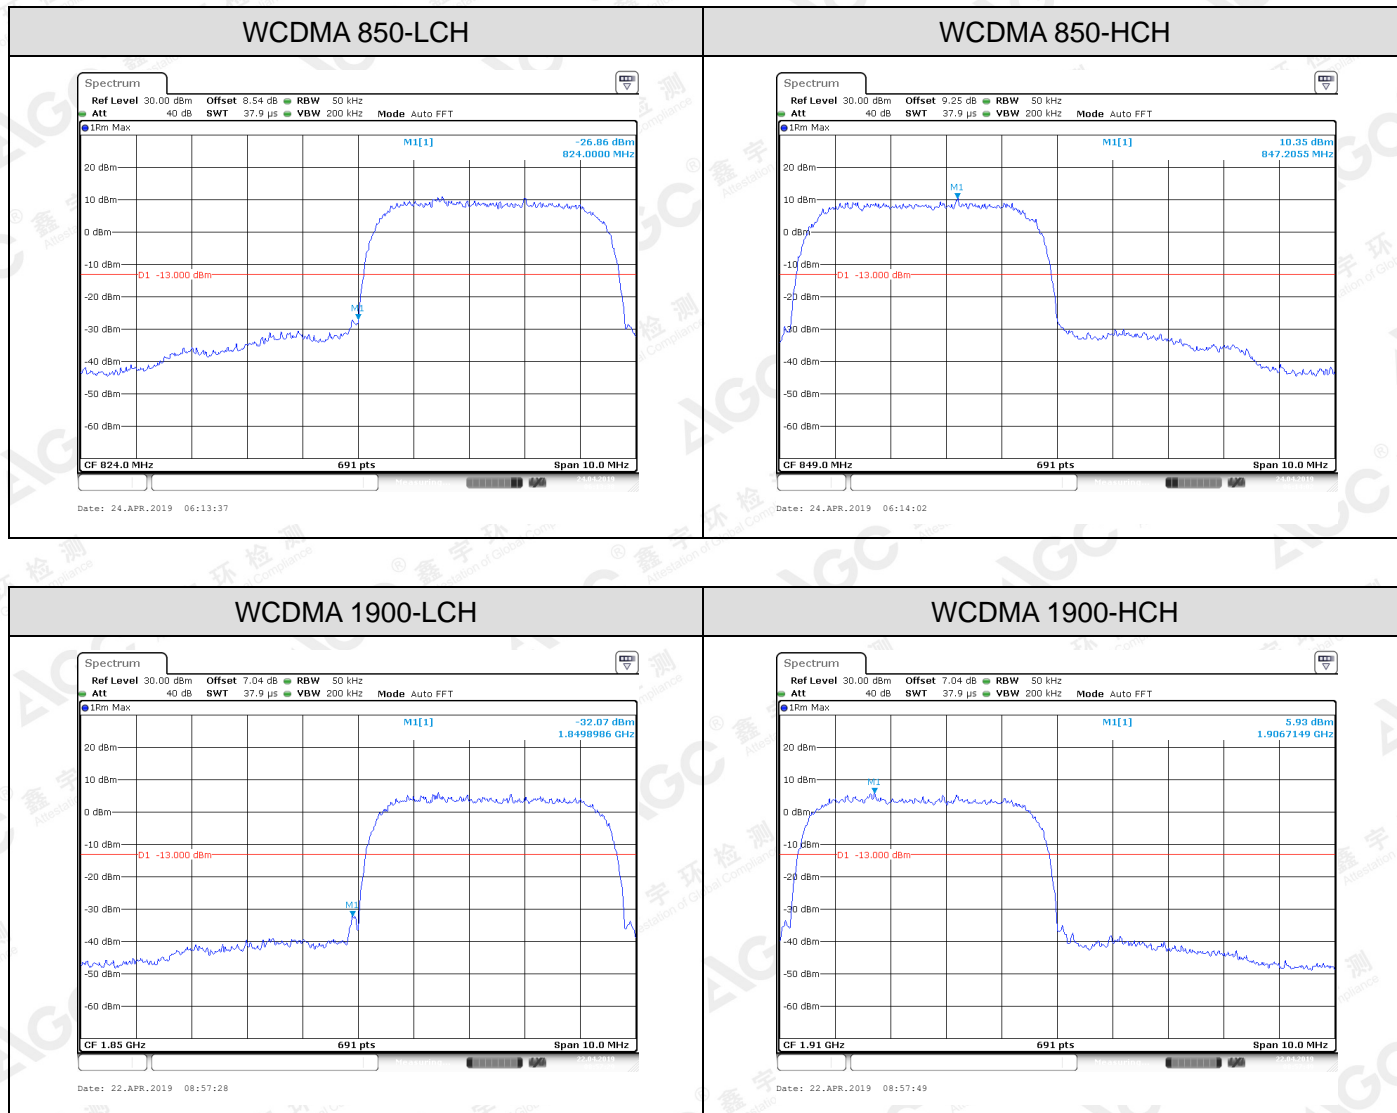 WCDMA 850-LCH
WCDMA 850-HCH
Spectrum
Ref Level 30.00 dBm Offset 8.54 dB RBW 50 kHz
Att 40 dB SWT 37.9 µs VBW 200 kHz Mode Auto FFT
1Rm Max
M1[1] -26.86 dBm
824.0000 MHz
20 dBm
10 dBm
0 dBm
-10 dBm
D1 -13.000 dBm
-20 dBm
M1
-30 dBm
-40 dBm
-50 dBm
-60 dBm
CF 824.0 MHz 691 pts Span 10.0 MHz
Measuring... 24.04.2019
Date: 24.APR.2019 06:13:37
Spectrum
Ref Level 30.00 dBm Offset 9.25 dB RBW 50 kHz
Att 40 dB SWT 37.9 µs VBW 200 kHz Mode Auto FFT
1Rm Max
M1[1] 10.35 dBm
847.2055 MHz
20 dBm
M1
10 dBm
0 dBm
-10 dBm
D1 -13.000 dBm
-20 dBm
-30 dBm
-40 dBm
-50 dBm
-60 dBm
CF 849.0 MHz 691 pts Span 10.0 MHz
Measuring... 24.04.2019
Date: 24.APR.2019 06:14:02
WCDMA 1900-LCH
WCDMA 1900-HCH
Spectrum
Ref Level 30.00 dBm Offset 7.04 dB RBW 50 kHz
Att 40 dB SWT 37.9 µs VBW 200 kHz Mode Auto FFT
1Rm Max
M1[1] -32.07 dBm
1.8498986 GHz
20 dBm
10 dBm
0 dBm
-10 dBm
D1 -13.000 dBm
-20 dBm
M1
-30 dBm
-40 dBm
-50 dBm
-60 dBm
CF 1.85 GHz 691 pts Span 10.0 MHz
22.04.2019
Date: 22.APR.2019 08:57:28
Spectrum
Ref Level 30.00 dBm Offset 7.04 dB RBW 50 kHz
Att 40 dB SWT 37.9 µs VBW 200 kHz Mode Auto FFT
1Rm Max
M1[1] 5.93 dBm
1.9067149 GHz
20 dBm
10 dBm
M1
0 dBm
-10 dBm
D1 -13.000 dBm
-20 dBm
-30 dBm
-40 dBm
-50 dBm
-60 dBm
CF 1.91 GHz 691 pts Span 10.0 MHz
22.04.2019
Date: 22.APR.2019 08:57:49